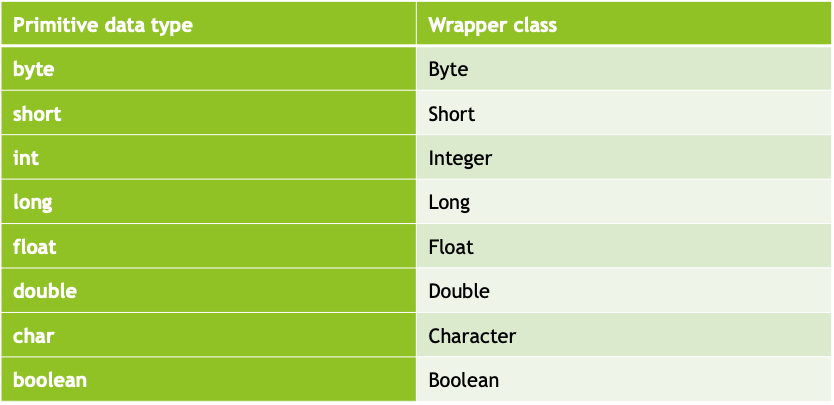 Primitive data type Wrapper class
byte Byte
short Short
int Integer
long Long
float Float
double Double
char Character
boolean Boolean